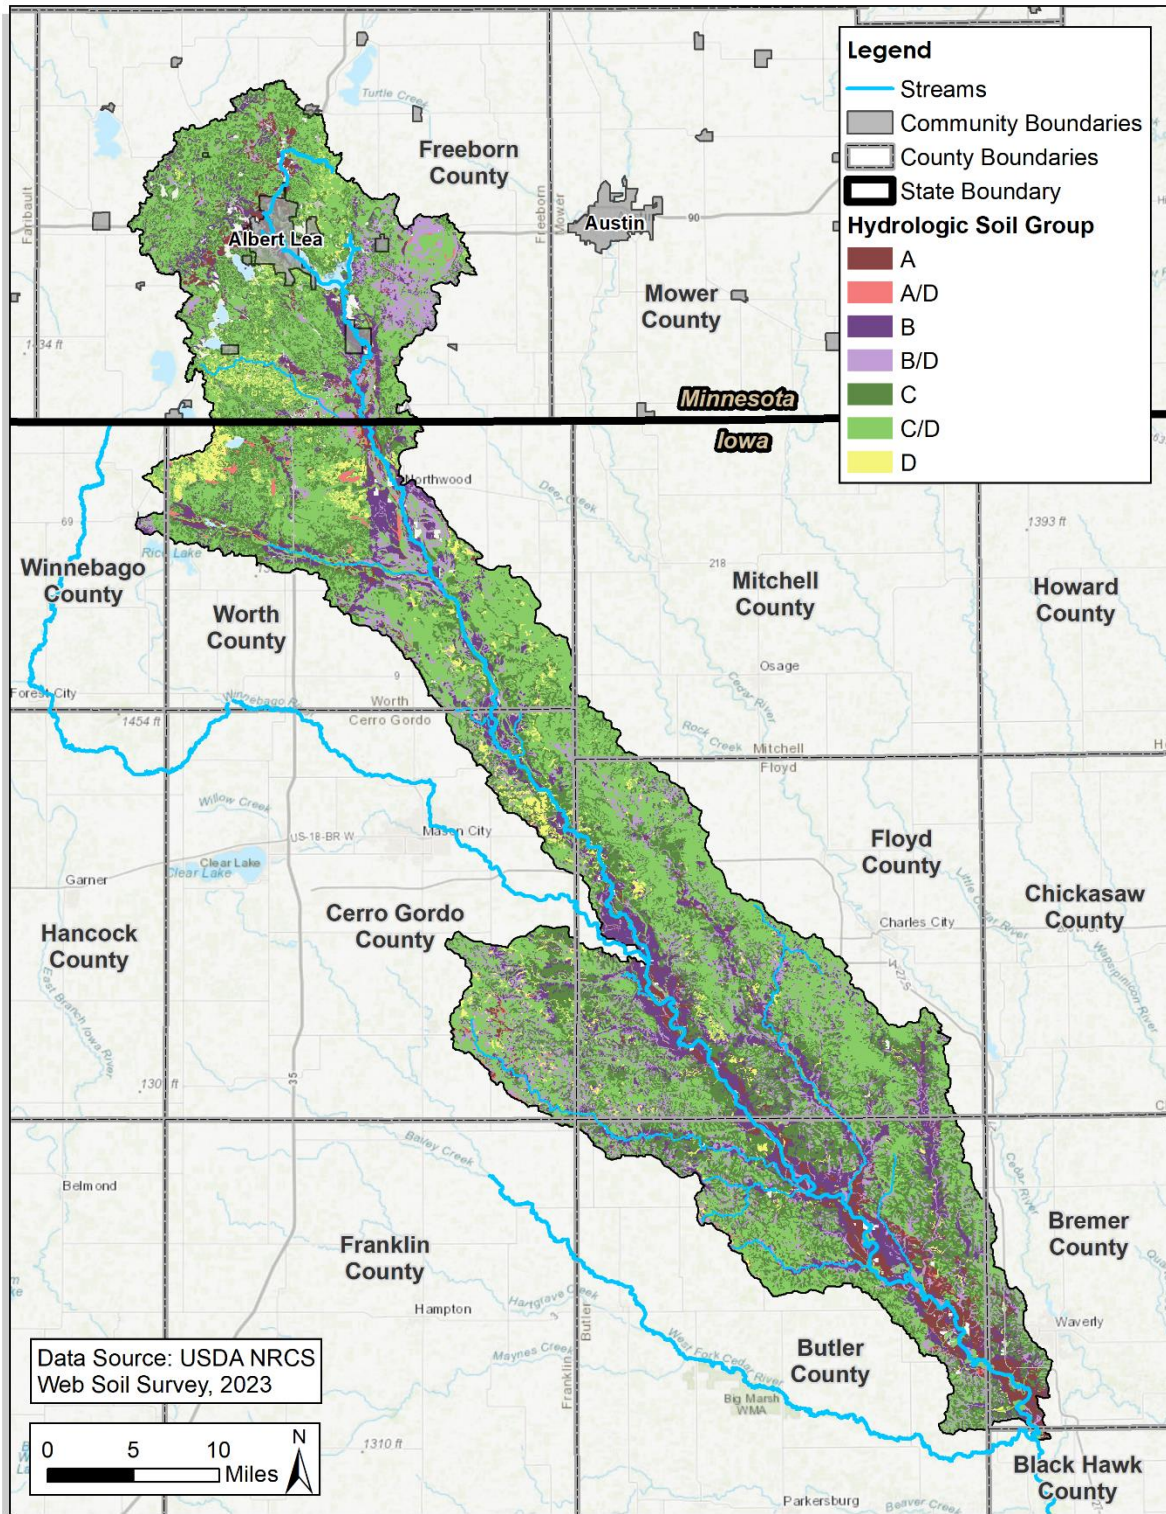 Legend
Streams
Community Boundaries
County Boundaries
State Boundary
Hydrologic Soil Group
A
A/D
B
B/D
C
C/D
D
Turtle Creek
Freeborn
County
Faribault
Freeborn
Mower
Austin
90
Albert Lea
Mower
County
1434 ft
Minnesota
Iowa
Northwood
Deer Creek
69
Rice Lake
1393 ft
218
Winnebago
County
Mitchell
County
Howard
County
Worth
County
Osage
9
Cedar River
Forest City
Winnebago R
Worth
Cerro Gordo
1454 ft
Rock Creek
Mitchell
Floyd
Willow Creek
US-18-BR W
Mason City
Clear Lake
Clear Lake
Garner
Floyd
County
Little Cedar River
Chickasaw
County
Cerro Gordo
County
Charles City
Hancock
County
Wapsipinicon River
East Branch Iowa River
27-S
35
Bailey Creek
Belmond
Cedar River
Bremer
County
Franklin
County
Hampton
Hartgrave Creek
3
Butler
Franklin
Maynes Creek
West Fork Cedar River
Butler
County
Waverly
Big Marsh
WMA
Data Source: USDA NRCS
Web Soil Survey, 2023
0 5 10
Miles
N
1310 ft
Black Hawk
County
27-
Parkersburg
Beaver Creek